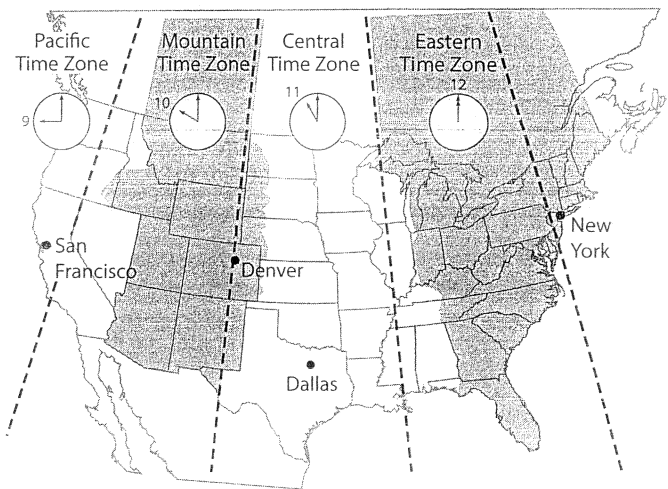 Pacific
Time Zone
Mountain
Time Zone
Central
Time Zone
Eastern
Time Zone
9
10
11
12
San
Francisco
Denver
Dallas
New
York